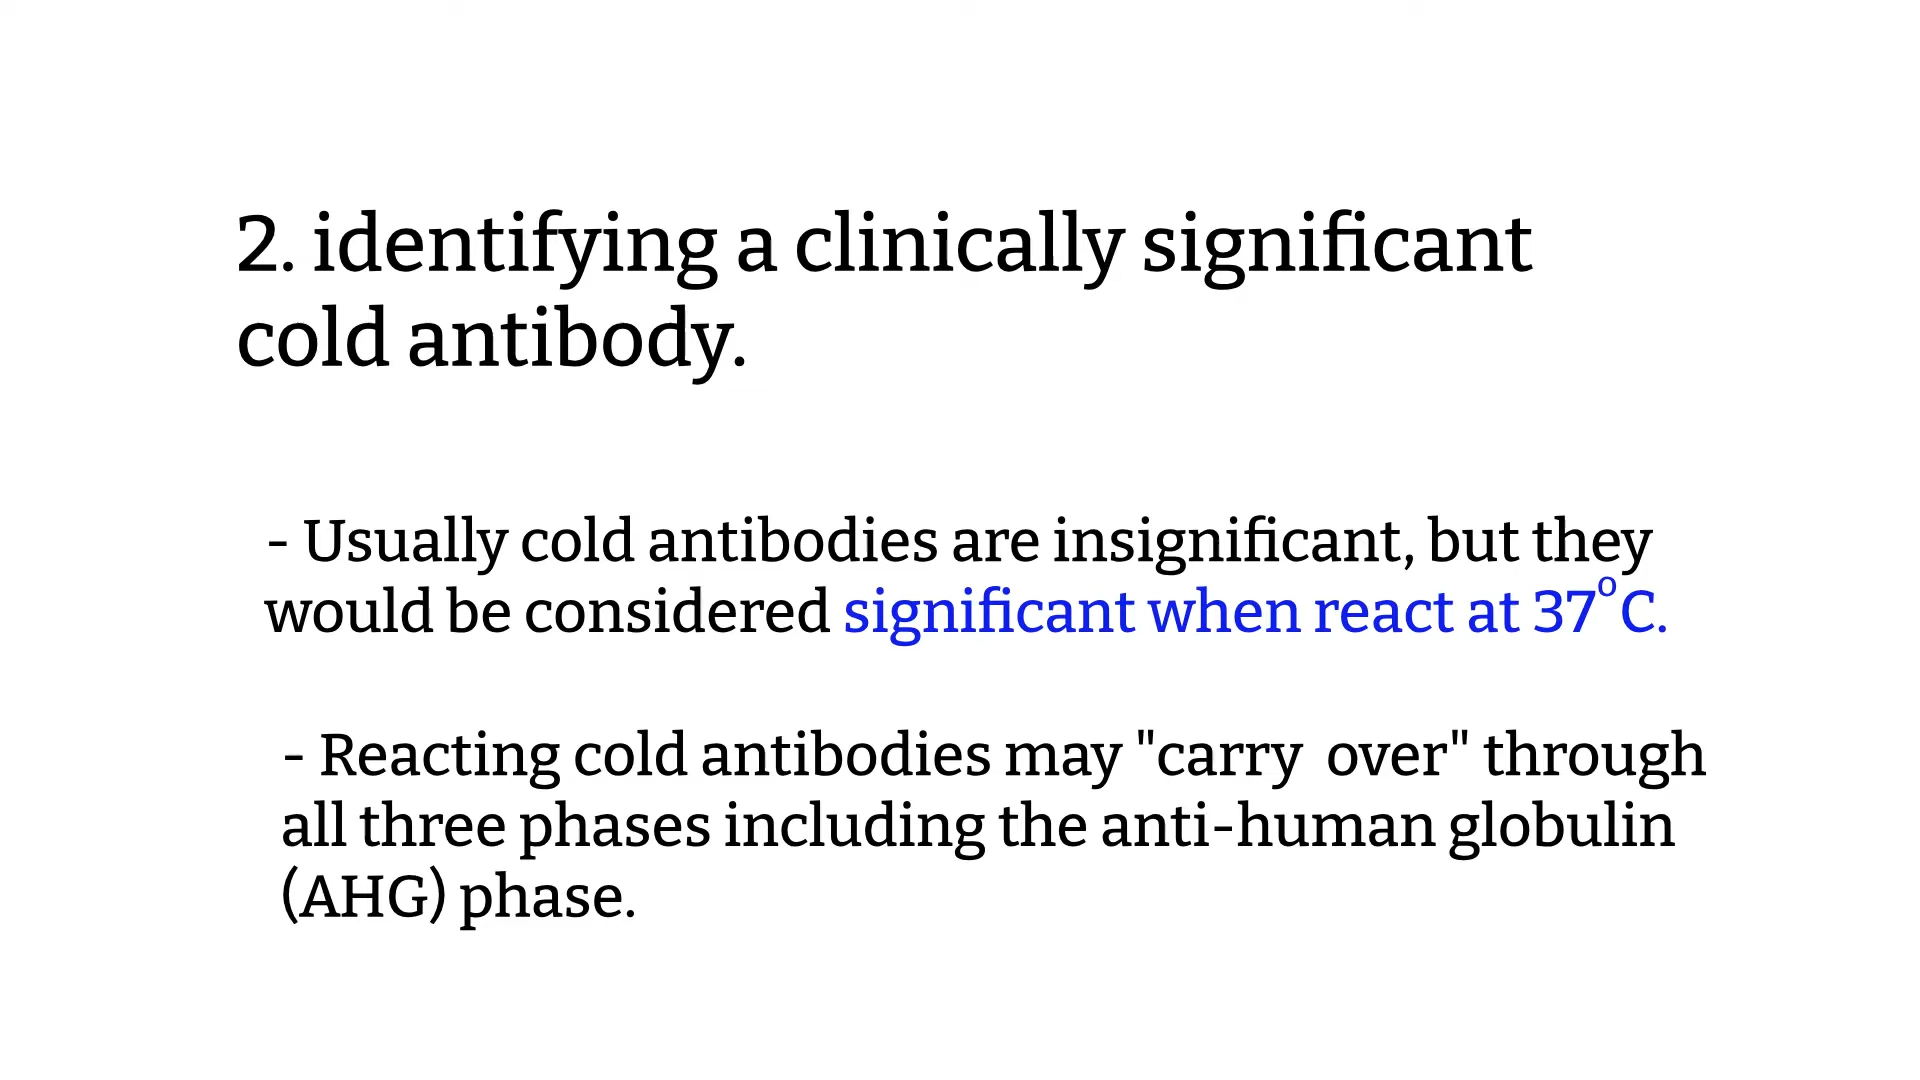 2. identifying a clinically significant
cold antibody.
- Usually cold antibodies are insignificant, but they
would be considered significant when react at 37°C.
- Reacting cold antibodies may "carry  over" through
all three phases including the anti-human globulin
(AHG) phase.